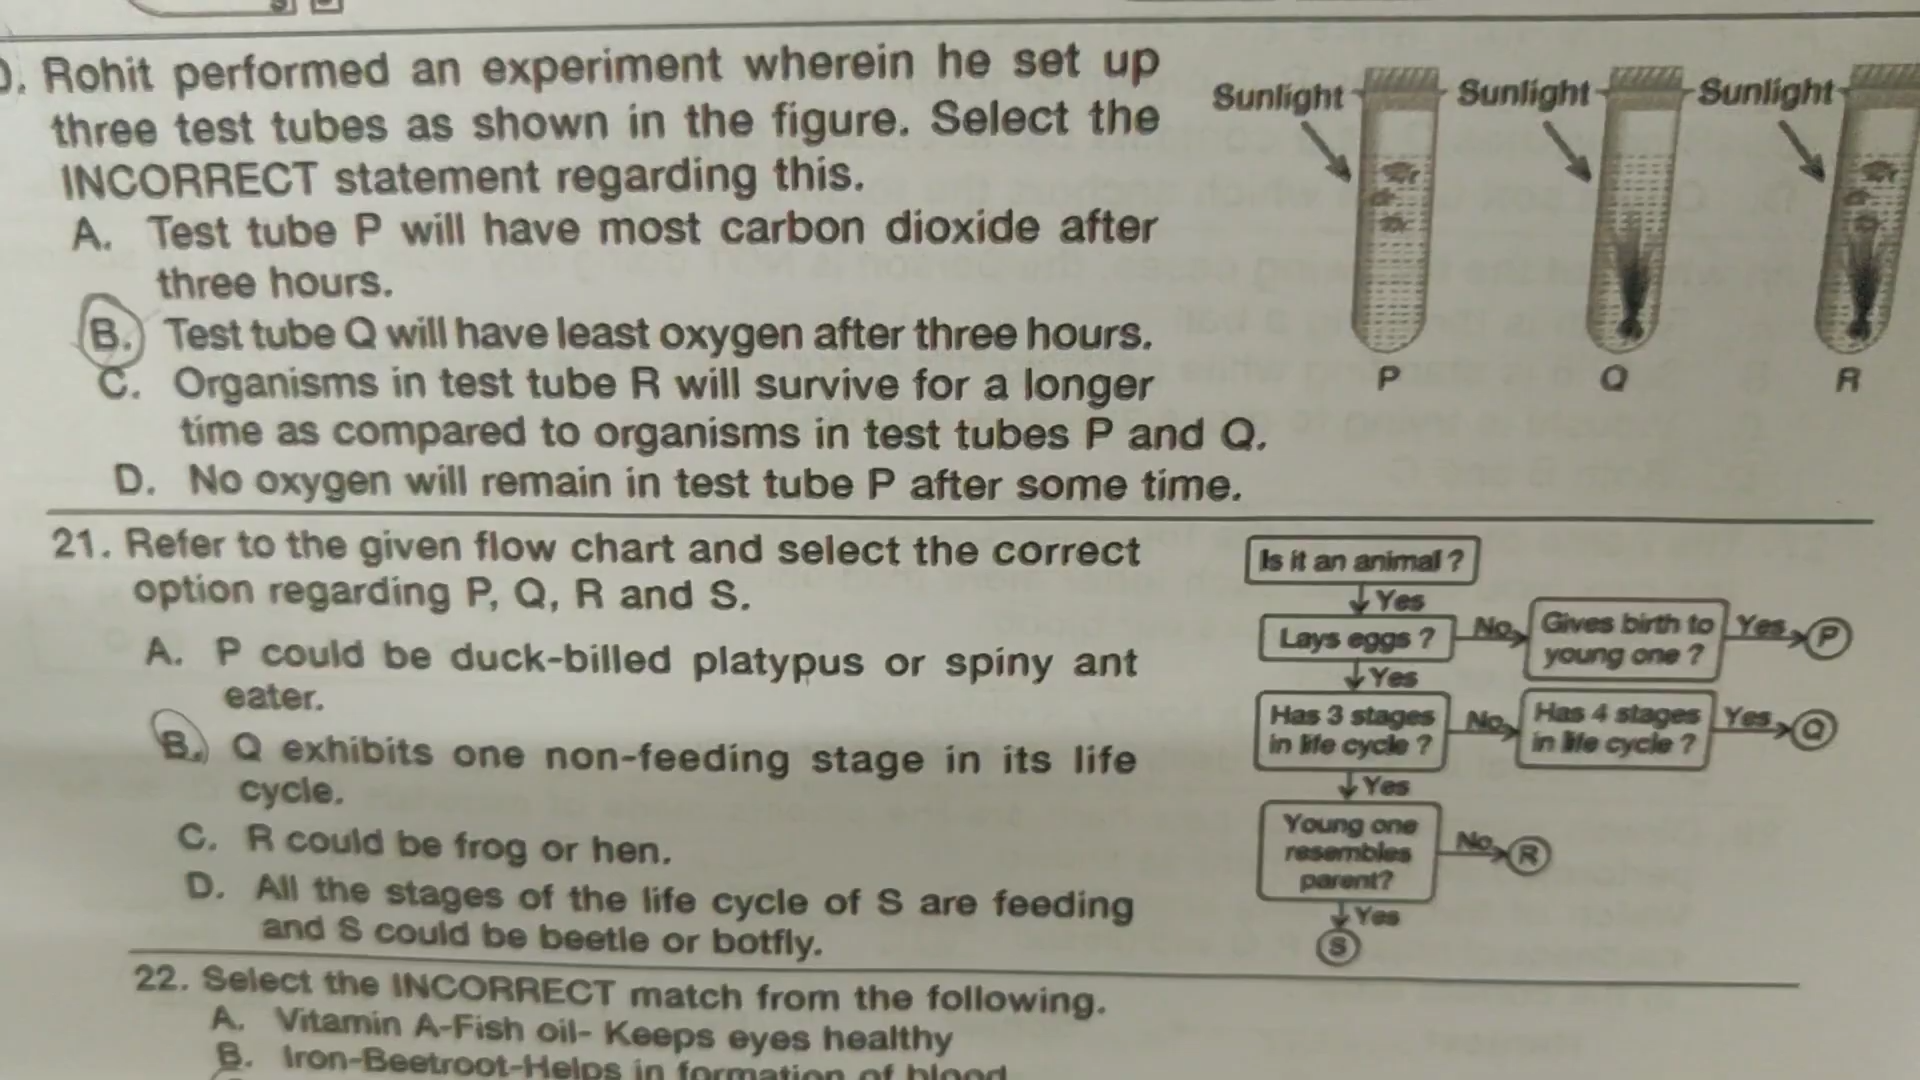 . Rohit performed an experiment wherein he set up
three test tubes as shown in the figure. Select the
INCORRECT statement regarding this.
A. Test tube P will have most carbon dioxide after
three hours.
B. Test tube Q will have least oxygen after three hours.
C. Organisms in test tube R will survive for a longer
time as compared to organisms in test tubes P and Q.
D. No oxygen will remain in test tube P after some time.
Sunlight Sunlight Sunlight
P Q R
21. Refer to the given flow chart and select the correct
option regarding P, Q, R and S.
A. P could be duck-billed platypus or spiny ant
eater.
B. Q exhibits one non-feeding stage in its life
cycle.
C. R could be frog or hen.
D. All the stages of the life cycle of S are feeding
and S could be beetle or botfly.
Is it an animal ?
Yes
Lays eggs ? No Gives birth to
young one ? Yes P
Yes
Has 3 stages
in life cycle ? No Has 4 stages
in life cycle ? Yes Q
Yes
Young one
resembles
parent? No R
Yes
S
22. Select the INCORRECT match from the following.
A. Vitamin A-Fish oil- Keeps eyes healthy
B. Iron-Beetroot-Helps in formation of blood